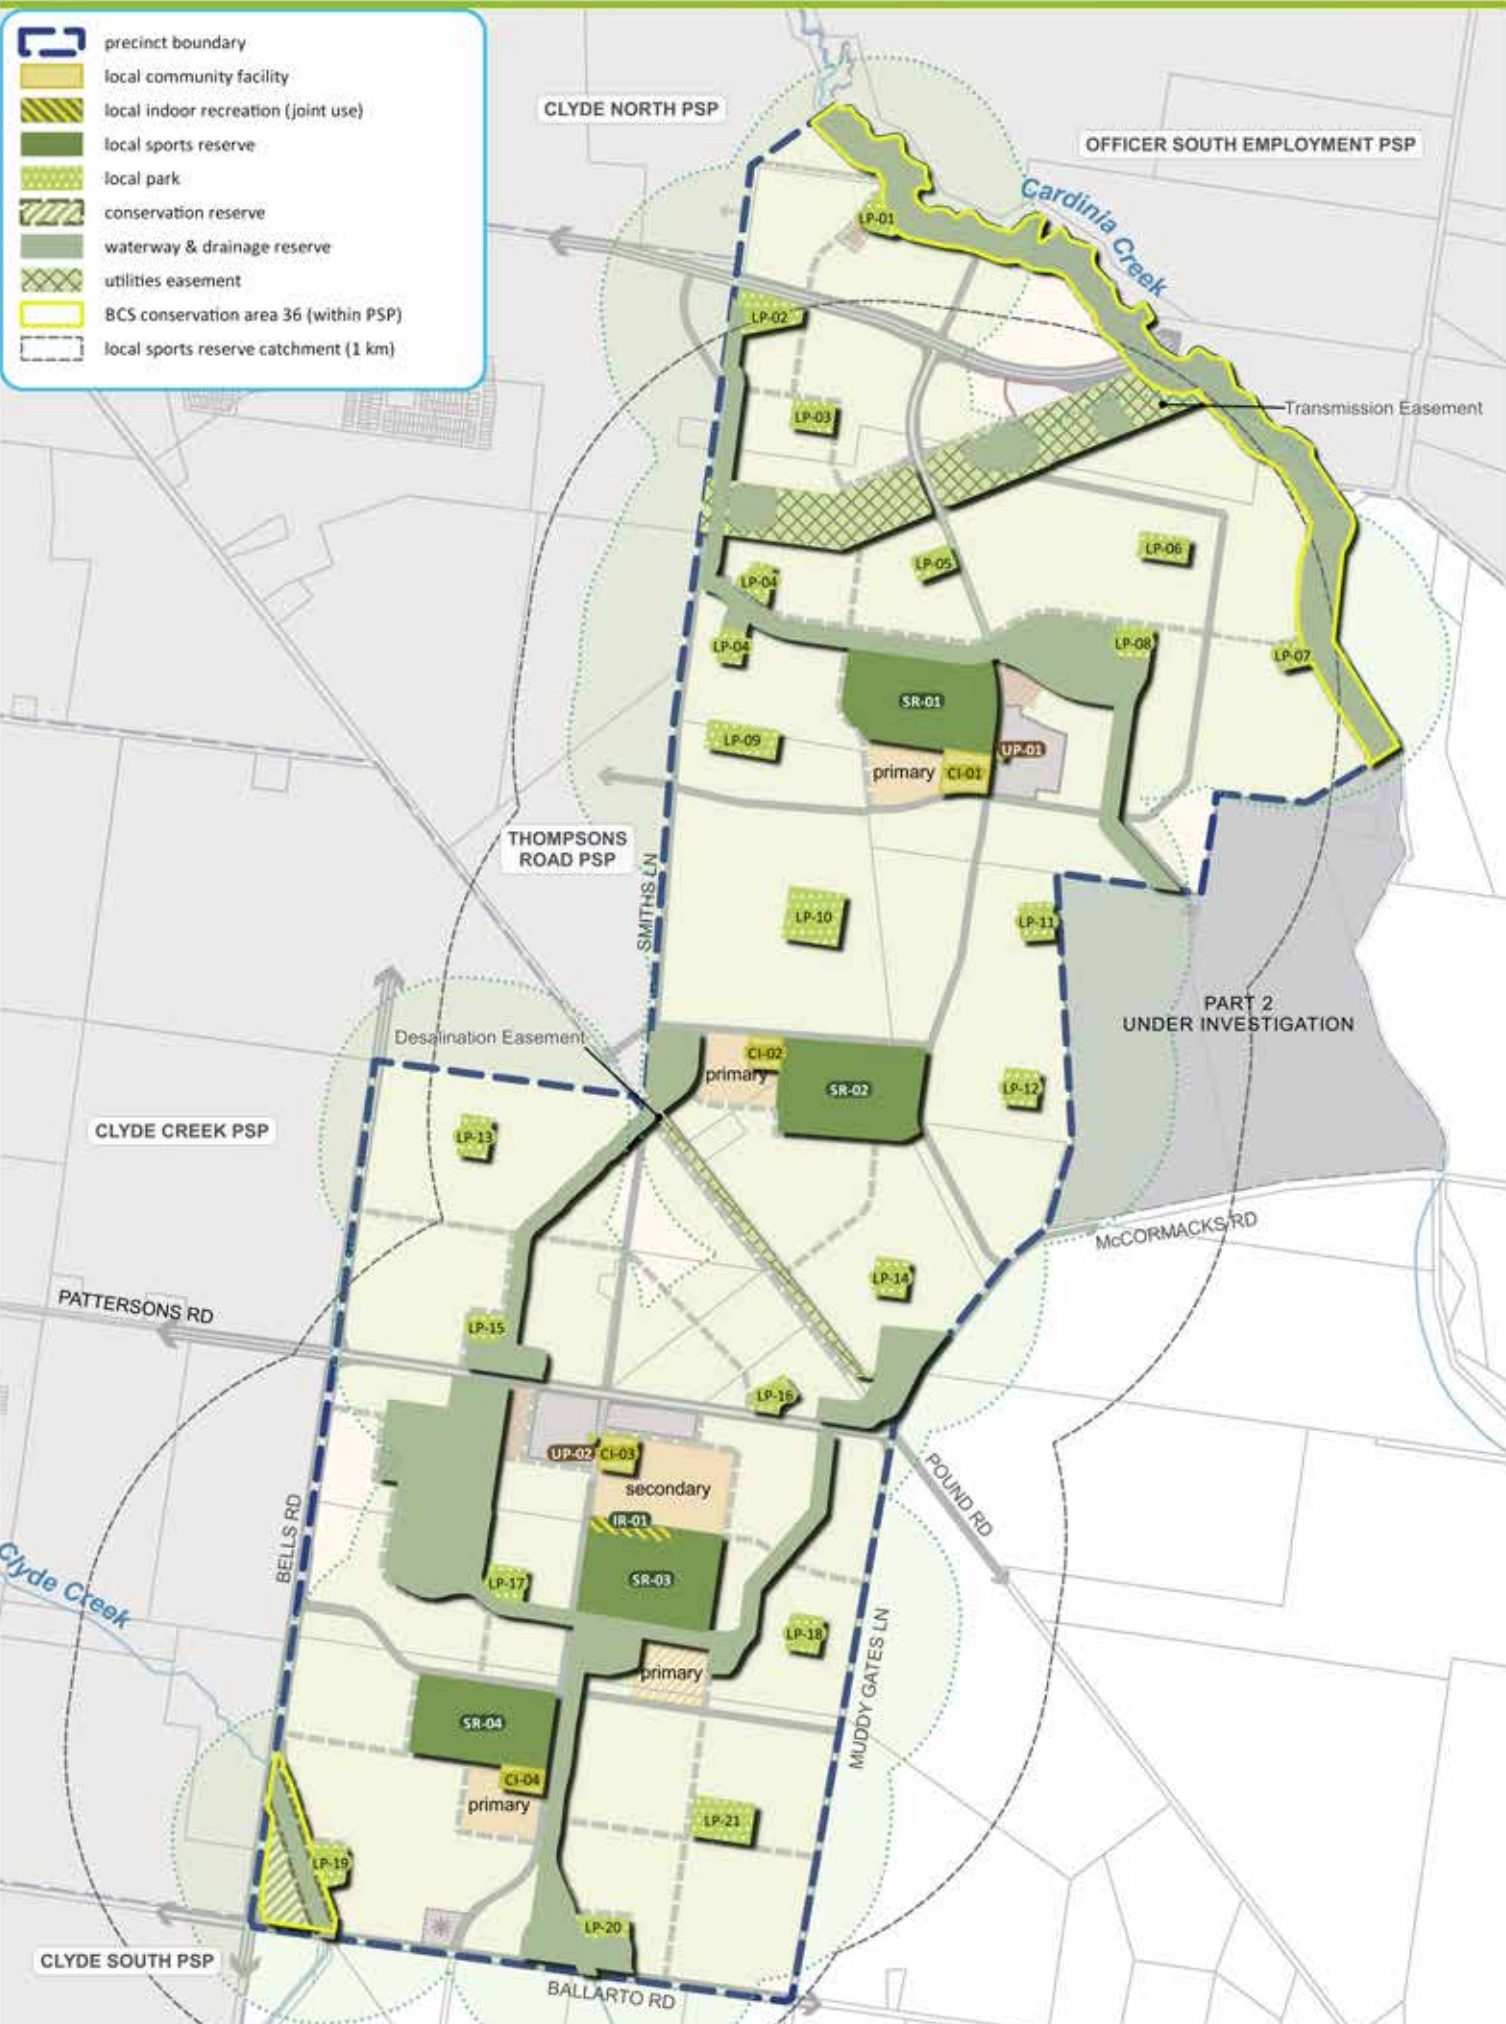 precinct boundary
local community facility
local indoor recreation (joint use)
local sports reserve
local park
conservation reserve
waterway & drainage reserve
utilities easement
BCS conservation area 36 (within PSP)
local sports reserve catchment (1 km)
CLYDE NORTH PSP
OFFICER SOUTH EMPLOYMENT PSP
Cardinia Creek
LP-01
LP-02
LP-03
Transmission Easement
LP-06
LP-05
LP-04
LP-04
LP-08
LP-07
SR-01
LP-09
UP-01
primary
CI-01
THOMPSONS
ROAD PSP
SMITHS LN
LP-10
LP-11
PART 2
UNDER INVESTIGATION
Desalination Easement
CI-02
primary
SR-02
LP-12
CLYDE CREEK PSP
LP-13
McCORMACKS RD
LP-14
PATTERSONS RD
LP-15
LP-16
UP-02
CI-03
secondary
POUND RD
IR-01
BELLS RD
Clyde Creek
LP-17
SR-03
LP-18
primary
MUDDY GATES LN
SR-04
CI-04
primary
LP-21
LP-19
LP-20
CLYDE SOUTH PSP
BALLARTO RD